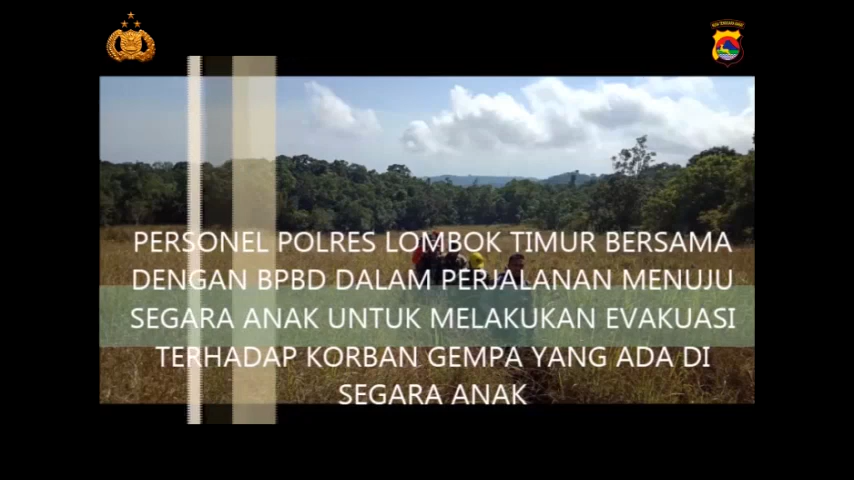 PERSONEL POLRES LOMBOK TIMUR BERSAMA
DENGAN BPBD DALAM PERJALANAN MENUJU
SEGARA ANAK UNTUK MELAKUKAN EVAKUASI
TERHADAP KORBAN GEMPA YANG ADA DI
SEGARA ANAK